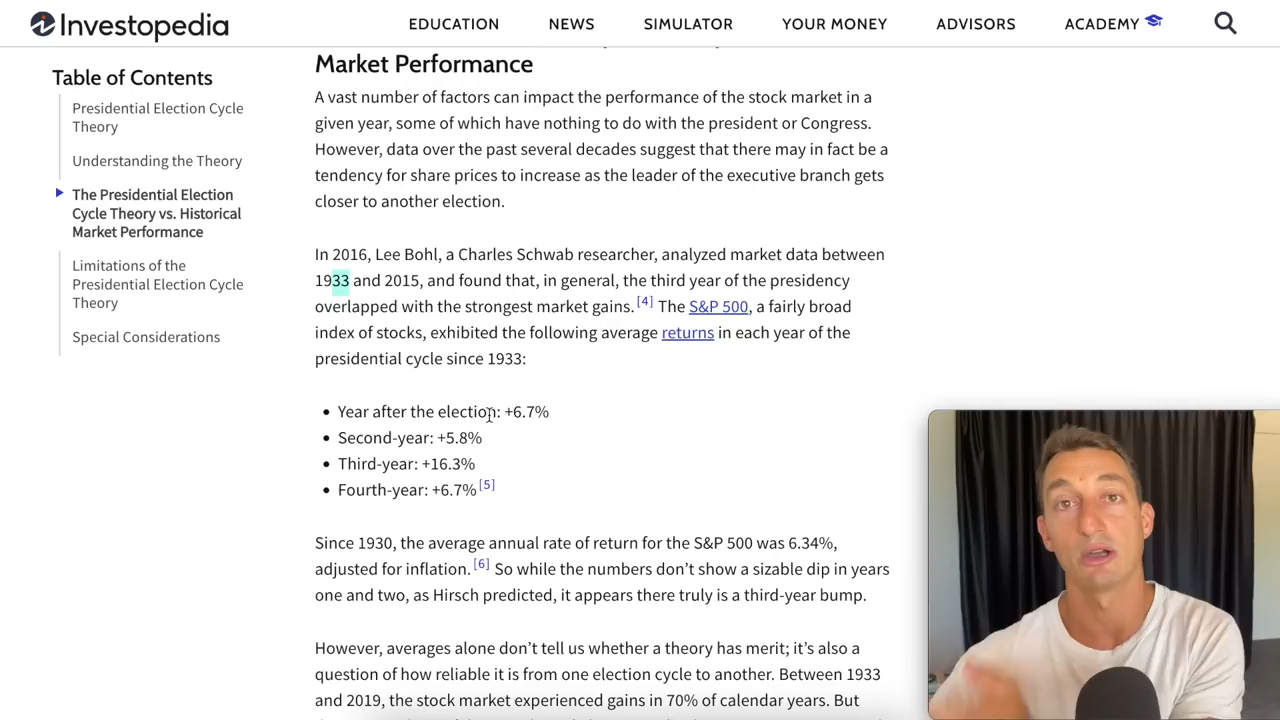 Investopedia
EDUCATION
NEWS
SIMULATOR
YOUR MONEY
ADVISORS
ACADEMY
Table of Contents
Presidential Election Cycle
Theory
Understanding the Theory
The Presidential Election
Cycle Theory vs. Historical
Market Performance
Limitations of the
Presidential Election Cycle
Theory
Special Considerations
Market Performance
A vast number of factors can impact the performance of the stock market in a
given year, some of which have nothing to do with the president or Congress.
However, data over the past several decades suggest that there may in fact be a
tendency for share prices to increase as the leader of the executive branch gets
closer to another election.
In 2016, Lee Bohl, a Charles Schwab researcher, analyzed market data between
1933 and 2015, and found that, in general, the third year of the presidency
overlapped with the strongest market gains. [4] The S&P 500, a fairly broad
index of stocks, exhibited the following average returns in each year of the
presidential cycle since 1933:
• Year after the election: +6.7%
• Second-year: +5.8%
• Third-year: +16.3%
• Fourth-year: +6.7% [5]
Since 1930, the average annual rate of return for the S&P 500 was 6.34%,
adjusted for inflation. [6] So while the numbers don’t show a sizable dip in years
one and two, as Hirsch predicted, it appears there truly is a third-year bump.
However, averages alone don’t tell us whether a theory has merit; it’s also a
question of how reliable it is from one election cycle to another. Between 1933
and 2019, the stock market experienced gains in 70% of calendar years. But